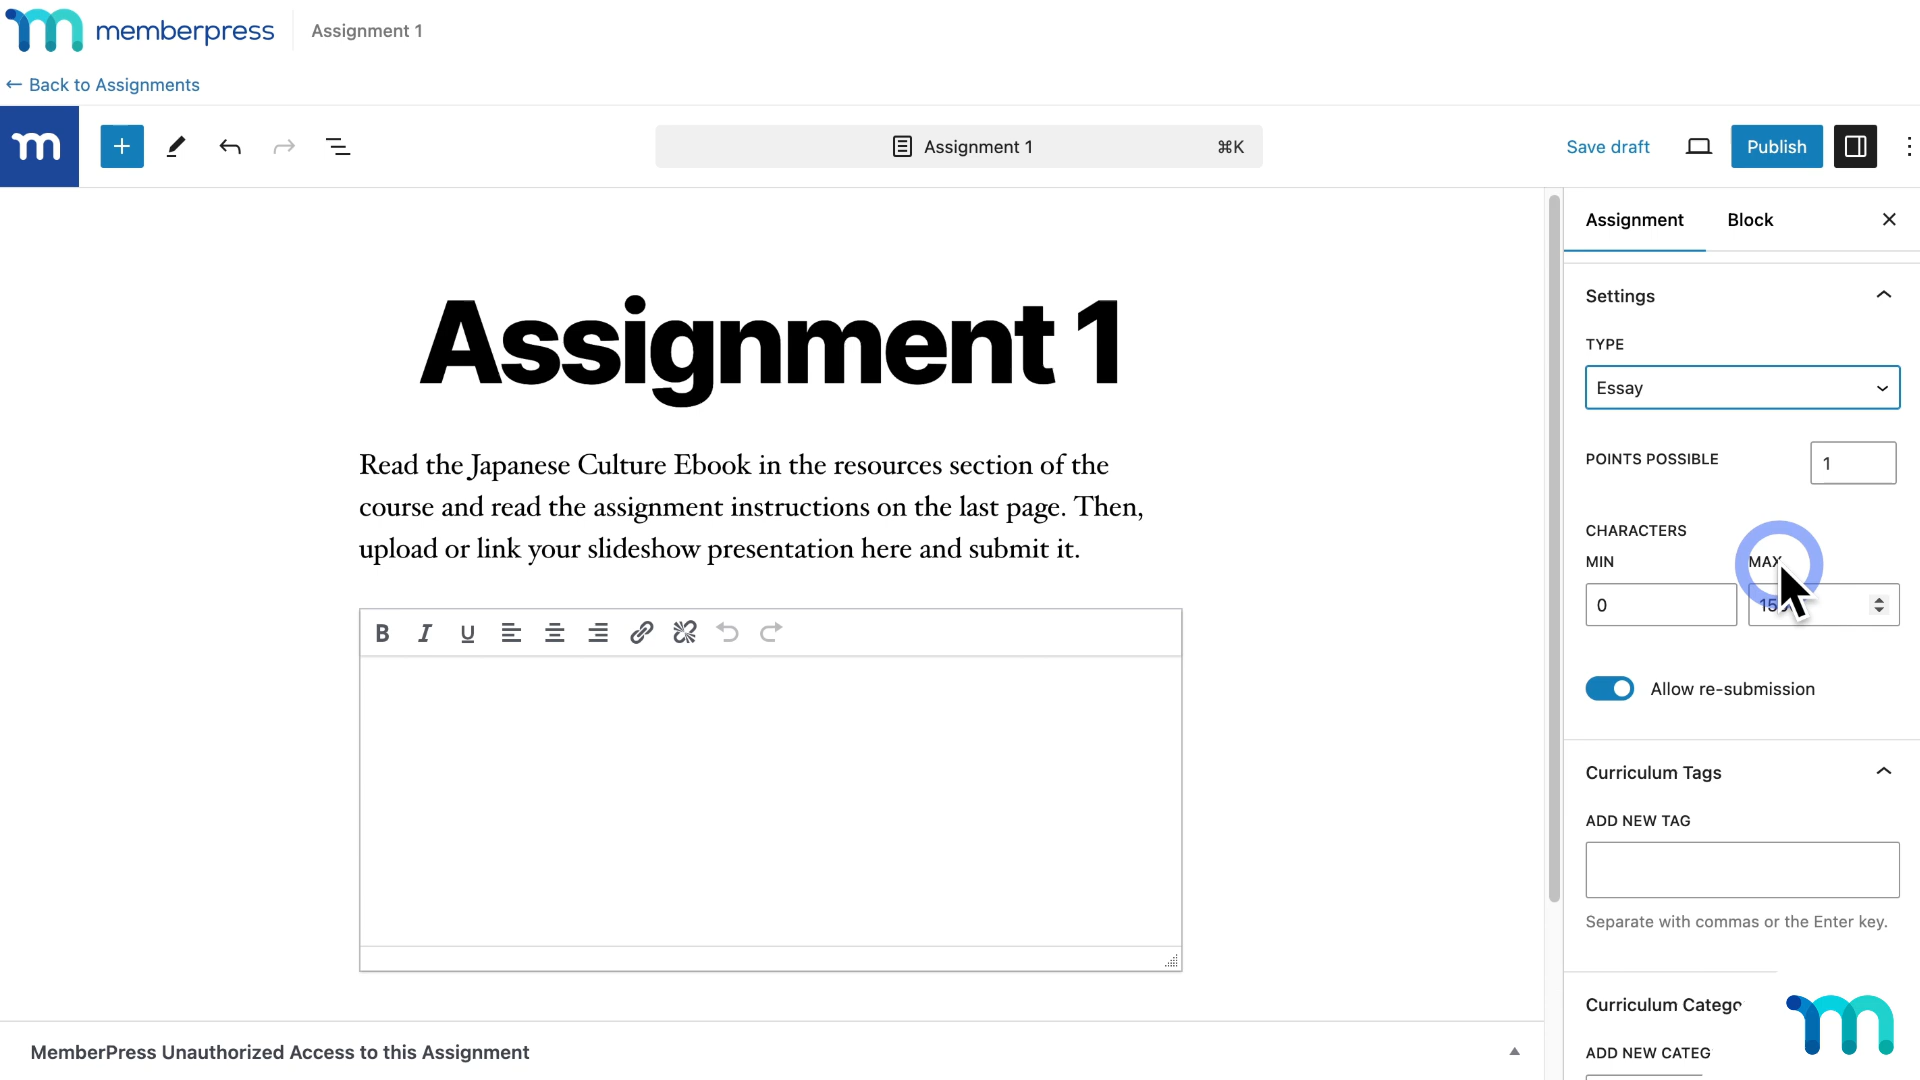 memberpress
Assignment 1
← Back to Assignments
Assignment 1
⌘K
Save draft
Publish
Assignment 1
Read the Japanese Culture Ebook in the resources section of the
course and read the assignment instructions on the last page. Then,
upload or link your slideshow presentation here and submit it.
B I U
MemberPress Unauthorized Access to this Assignment
Assignment
Block
Settings
TYPE
Essay
POINTS POSSIBLE
1
CHARACTERS
MIN
MAX
0
Allow re-submission
Curriculum Tags
ADD NEW TAG
Separate with commas or the Enter key.
Curriculum
ADD NEW